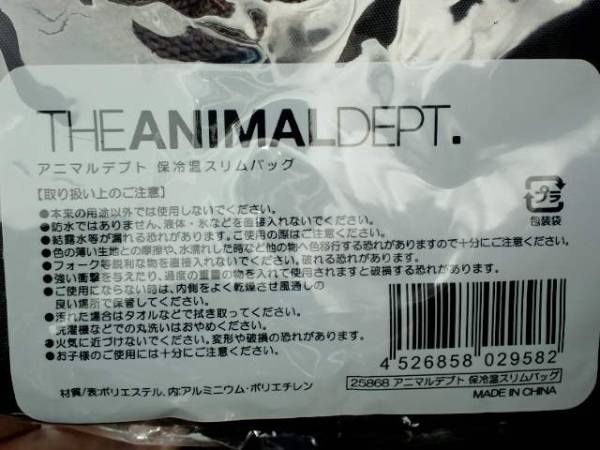 THEANIMALDEPT.
アニマルデプト 保冷温スリムバッグ
【取り扱い上のご注意】
●本来の用途以外では使用しないでください。
●防水ではありません、液体・氷などを直接入れないでください。
●結露水等が漏れる恐れがあります。ご使用の際はご注意ください。
●色の薄い生地との摩擦や、水濡れした時など他の物へ色移行する恐れがありますので十分にご注意ください。
●フォーク等鋭利な物を直接入れないでください。破れる恐れがあります。
●強い衝撃を与えたり、過度の重量の物を入れて使用されますと破損する恐れがあります。
●ご使用にならない時は、内側をよく乾燥させ風通しの
良い場所で保管してください。
●汚れた場合はタオルなどで拭き取ってください。
洗濯機などでの丸洗いはおやめください。
●火気に近づけないでください。変形や破損の恐れがあります。
●お子様のご使用には十分にご注意ください。
材質/表:ポリエステル、内:アルミニウム・ポリエチレン
プラ
包装袋
4 526858 029582
25868 アニマルデプト 保冷温スリムバッグ
MADE IN CHINA